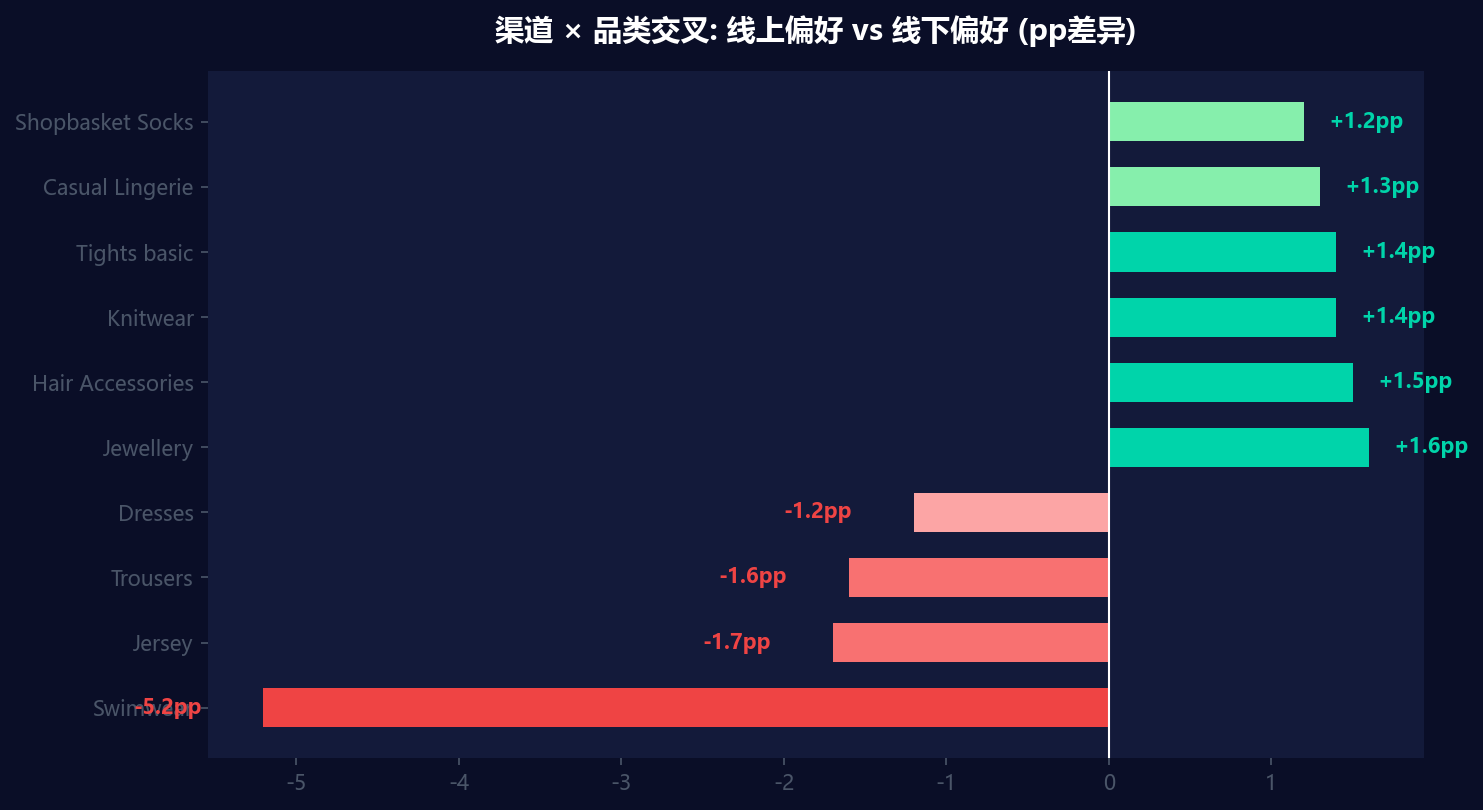 渠道 × 品类交叉: 线上偏好 vs 线下偏好 (pp差异)
Shopbasket Socks +1.2pp
Casual Lingerie +1.3pp
Tights basic +1.4pp
Knitwear +1.4pp
Hair Accessories +1.5pp
Jewellery +1.6pp
Dresses -1.2pp
Trousers -1.6pp
Jersey -1.7pp
Swimwear -5.2pp
-5 -4 -3 -2 -1 0 1